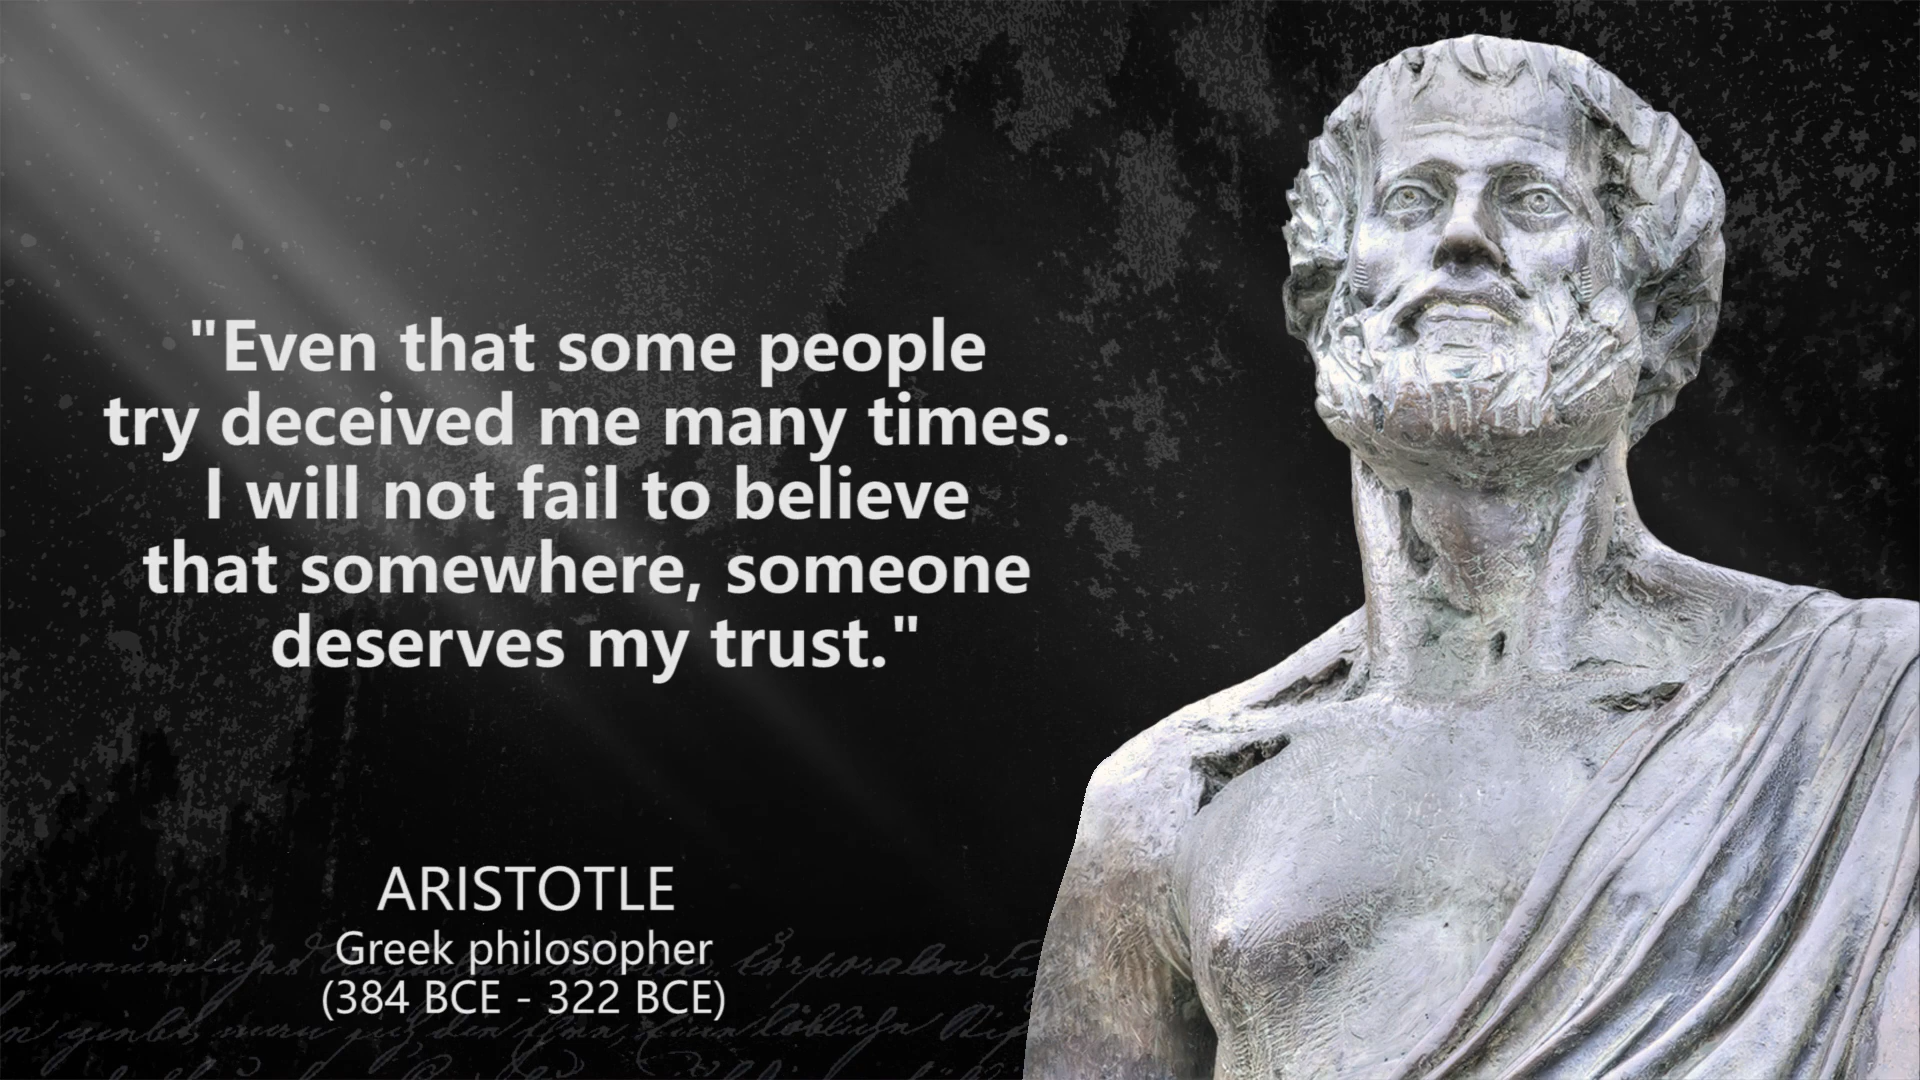 "Even that some people
try deceived me many times.
I will not fail to believe
that somewhere, someone
deserves my trust."
ARISTOTLE
Greek philosopher
(384 BCE - 322 BCE)